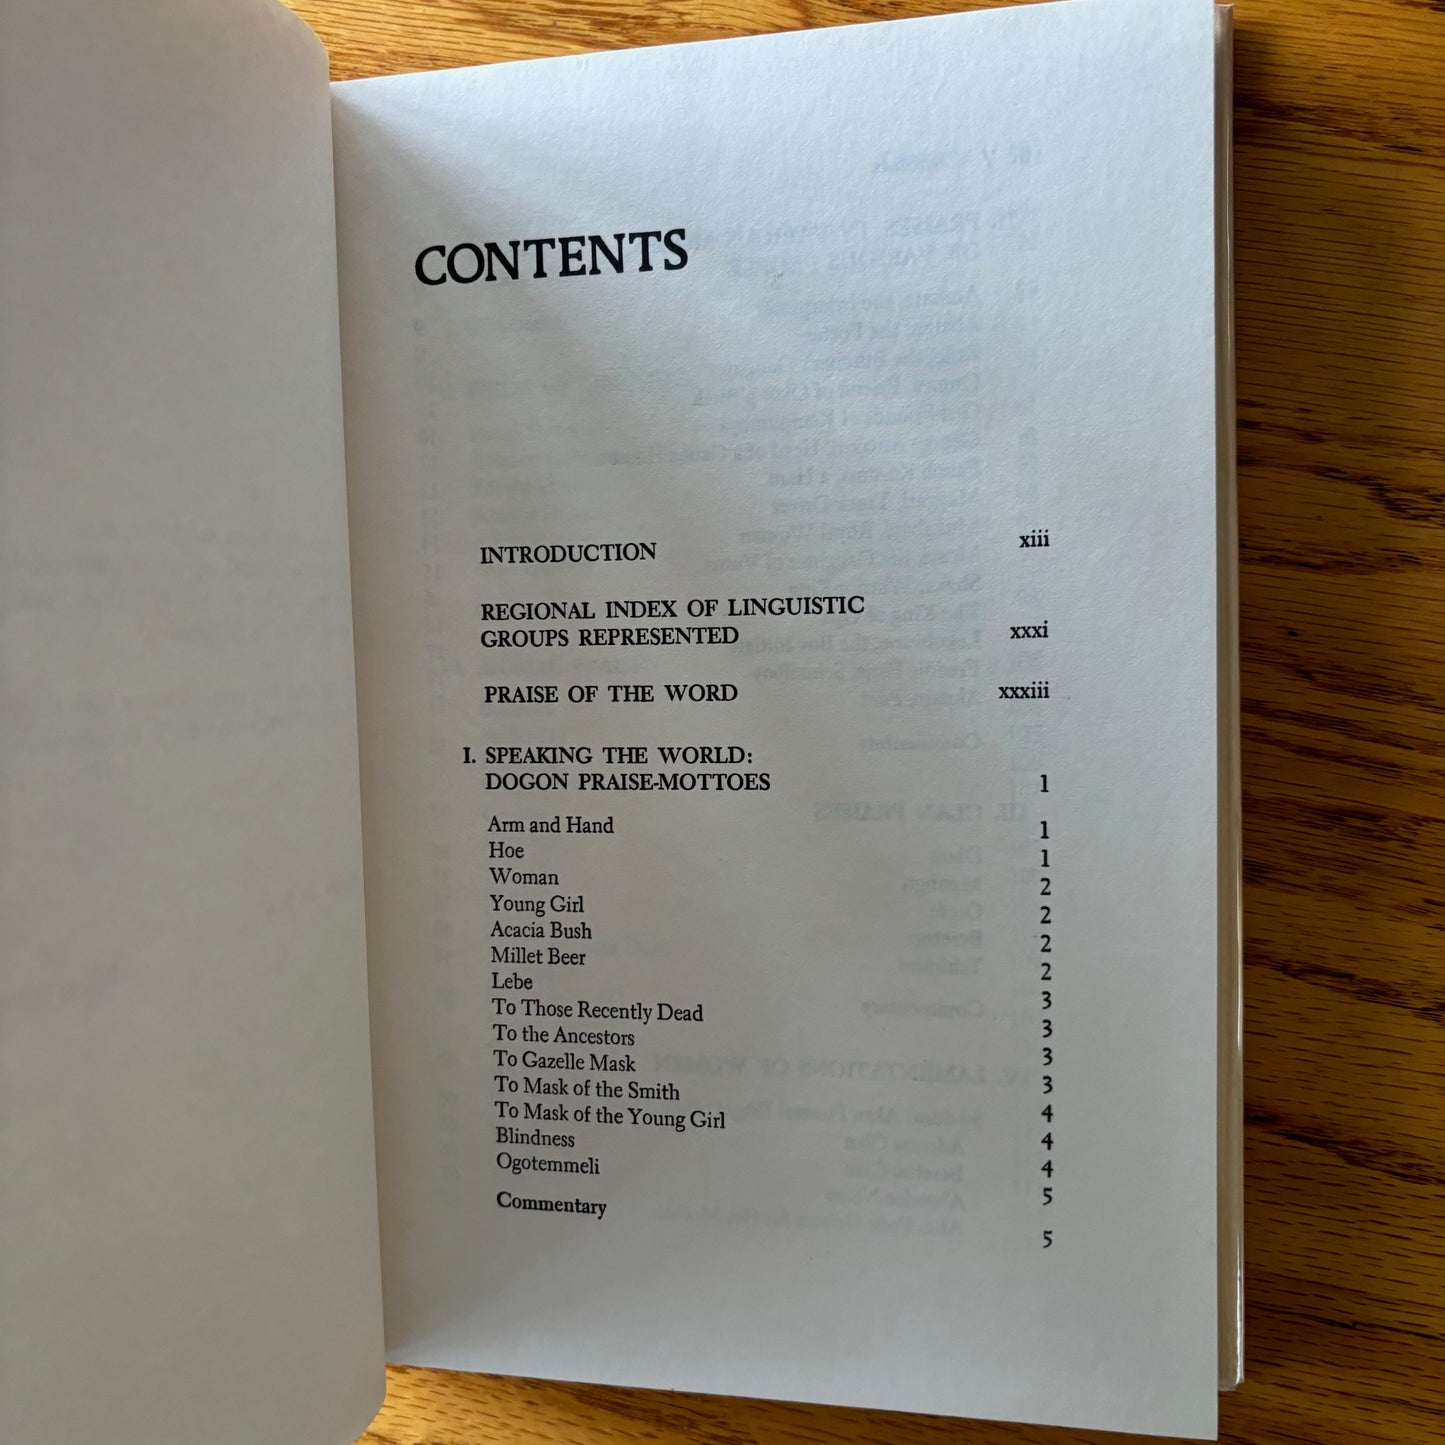 CONTENTS
INTRODUCTION xiii
REGIONAL INDEX OF LINGUISTIC
GROUPS REPRESENTED xxxi
PRAISE OF THE WORD xxxiii
I. SPEAKING THE WORLD:
DOGON PRAISE-MOTTOES 1
Arm and Hand 1
Hoe 1
Woman 2
Young Girl 2
Acacia Bush 2
Millet Beer 2
Lebe 3
To Those Recently Dead 3
To the Ancestors 3
To Gazelle Mask 3
To Mask of the Smith 4
To Mask of the Young Girl 4
Blindness 4
Ogotemmeli 5
Commentary 5